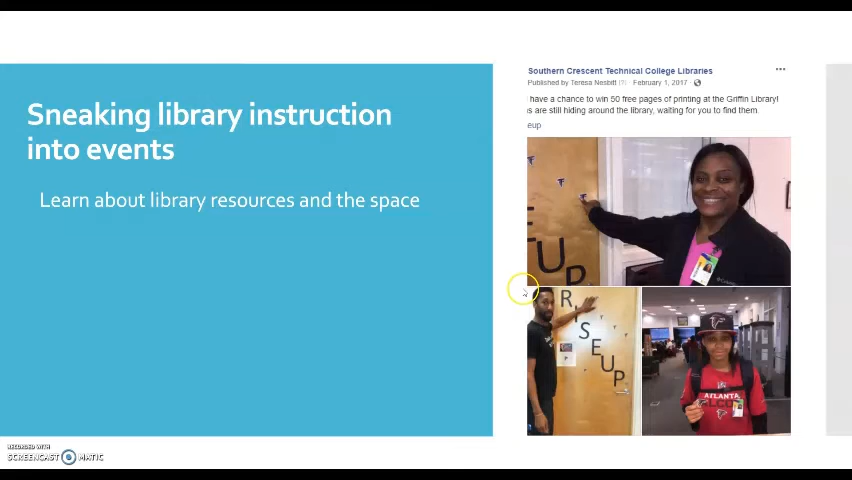 Sneaking library instruction
into events
Learn about library resources and the space
Southern Crescent Technical College Libraries
Published by Teresa Nesbitt [?] · February 1, 2017 ·
have a chance to win 50 free pages of printing at the Griffin Library!
s are still hiding around the library, waiting for you to find them.
eup
E
UP
RISEUP
ATLANTA
RECORDED WITH
SCREENCAST MATIC